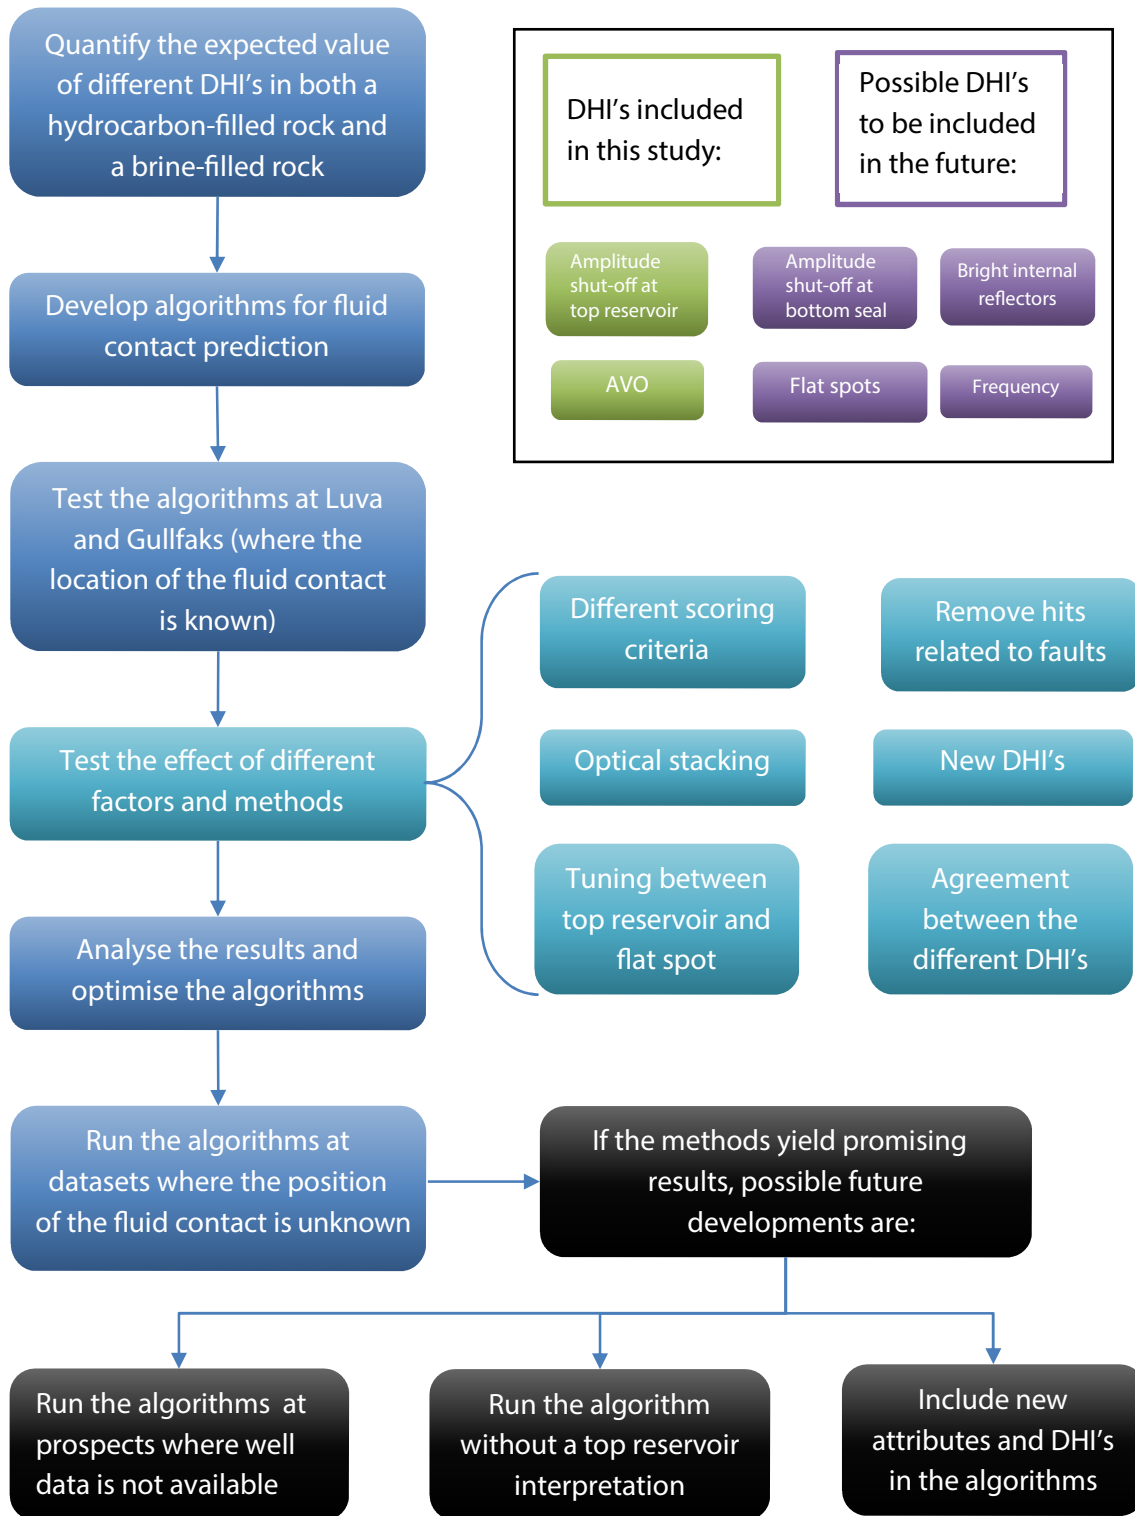 Quantify the expected value
of different DHI's in both a
hydrocarbon-filled rock and
a brine-filled rock
Develop algorithms for fluid
contact prediction
Test the algorithms at Luva
and Gullfaks (where the
location of the fluid contact
is known)
Test the effect of different
factors and methods
Analyse the results and
optimise the algorithms
Run the algorithms at
datasets where the position
of the fluid contact is unknown
DHI's included
in this study:
Possible DHI's
to be included
in the future:
Amplitude
shut-off at
top reservoir
Amplitude
shut-off at
bottom seal
Bright internal
reflectors
AVO
Flat spots
Frequency
Different scoring
criteria
Remove hits
related to faults
Optical stacking
New DHI's
Tuning between
top reservoir and
flat spot
Agreement
between the
different DHI's
If the methods yield promising
results, possible future
developments are:
Run the algorithms at
prospects where well
data is not available
Run the algorithm
without a top reservoir
interpretation
Include new
attributes and DHI's
in the algorithms